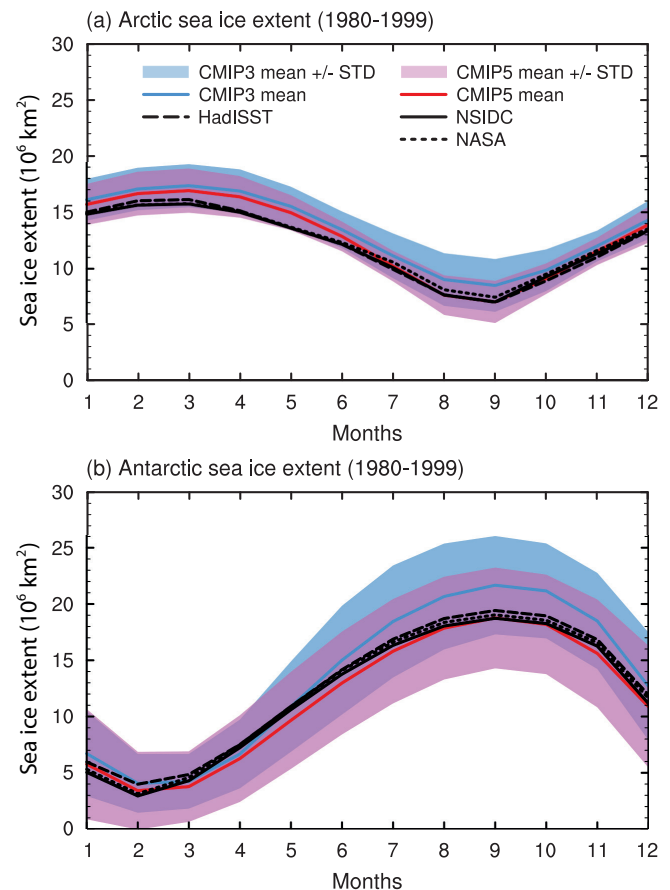 (a) Arctic sea ice extent (1980-1999)
30
25
20
15
10
5
0
Sea ice extent (10⁶ km²)
CMIP3 mean +/- STD
CMIP5 mean +/- STD
CMIP3 mean
CMIP5 mean
HadISST
NSIDC
NASA
1 2 3 4 5 6 7 8 9 10 11 12
Months
(b) Antarctic sea ice extent (1980-1999)
30
25
20
15
10
5
0
Sea ice extent (10⁶ km²)
1 2 3 4 5 6 7 8 9 10 11 12
Months